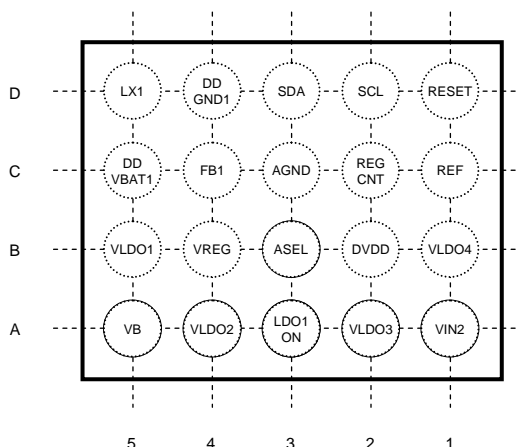 D LX1 DD GND1 SDA SCL RESET
C DD VBAT1 FB1 AGND REG CNT REF
B VLDO1 VREG ASEL DVDD VLDO4
A VB VLDO2 LDO1 ON VLDO3 VIN2
5 4 3 2 1